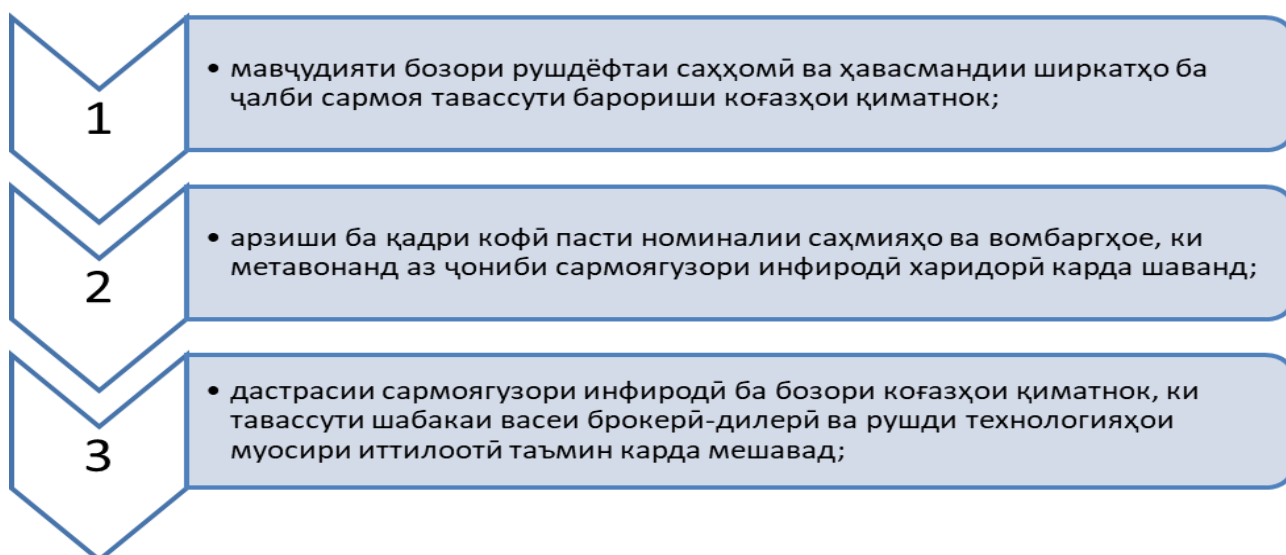 1
• мавҷудияти бозори рушдёфтаи саҳҳомӣ ва ҳавасмандии ширкатҳо ба
ҷалби сармоя тавассути барориши коғазҳои қиматнок;
2
• арзиши ба қадри кофӣ пасти номиналии саҳмияҳо ва вомбаргҳое, ки
метавонанд аз ҷониби сармоягузори инфиродӣ харидорӣ карда шаванд;
3
• дастрасии сармоягузори инфиродӣ ба бозори коғазҳои қиматнок, ки
тавассути шабакаи васеи брокерӣ-дилерӣ ва рушди технологияҳои
муосири иттилоотӣ таъмин карда мешавад;